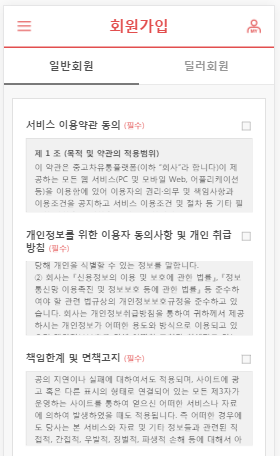 회원가입
일반회원
딜러회원
서비스 이용약관 동의 (필수)
제 1 조 (목적 및 약관의 적용범위)
이 약관은 중고차유통플랫폼(이하 "회사"라 합니다)이 제
공하는 모든 웹 서비스(PC 및 모바일 Web, 어플리케이션
등)을 이용함에 있어 이용자의 권리·의무 및 책임사항과
이용조건을 공지하고 서비스 이용조건 및 절차 등 기타 필
개인정보를 위한 이용자 동의사항 및 개인 취급
방침 (필수)
당해 개인을 식별할 수 있는 정보를 말합니다.
② 회사는 『신용정보의 이용 및 보호에 관한 법률』, 『정보
통신망 이용촉진 및 정보보호 등에 관한 법률』 등 준수하
여야 할 관련 법규상의 개인정보보호규정을 준수하고 있
습니다. 회사는 개인정보취급방침을 통하여 귀하께서 제공
하시는 개인정보가 어떠한 용도와 방식으로 이용되고 있
책임한계 및 면책고지 (필수)
공의 지연이나 실패에 대하여서도 적용되며, 사이트에 광
고 혹은 다른 표시의 형태로 연결되어 있는 모든 제3자가
운영하는 사이트를 통하여 얻으신 어떠한 서비스나 자료
에 의하여 발생하였을 때도 적용됩니다. 즉 어떠한 경우에
도 당사는 본 서비스와 자료 및 기타 정보들과 관련된 직
접적, 간접적, 우발적, 징벌적, 파생적 손해 등에 대해서 아